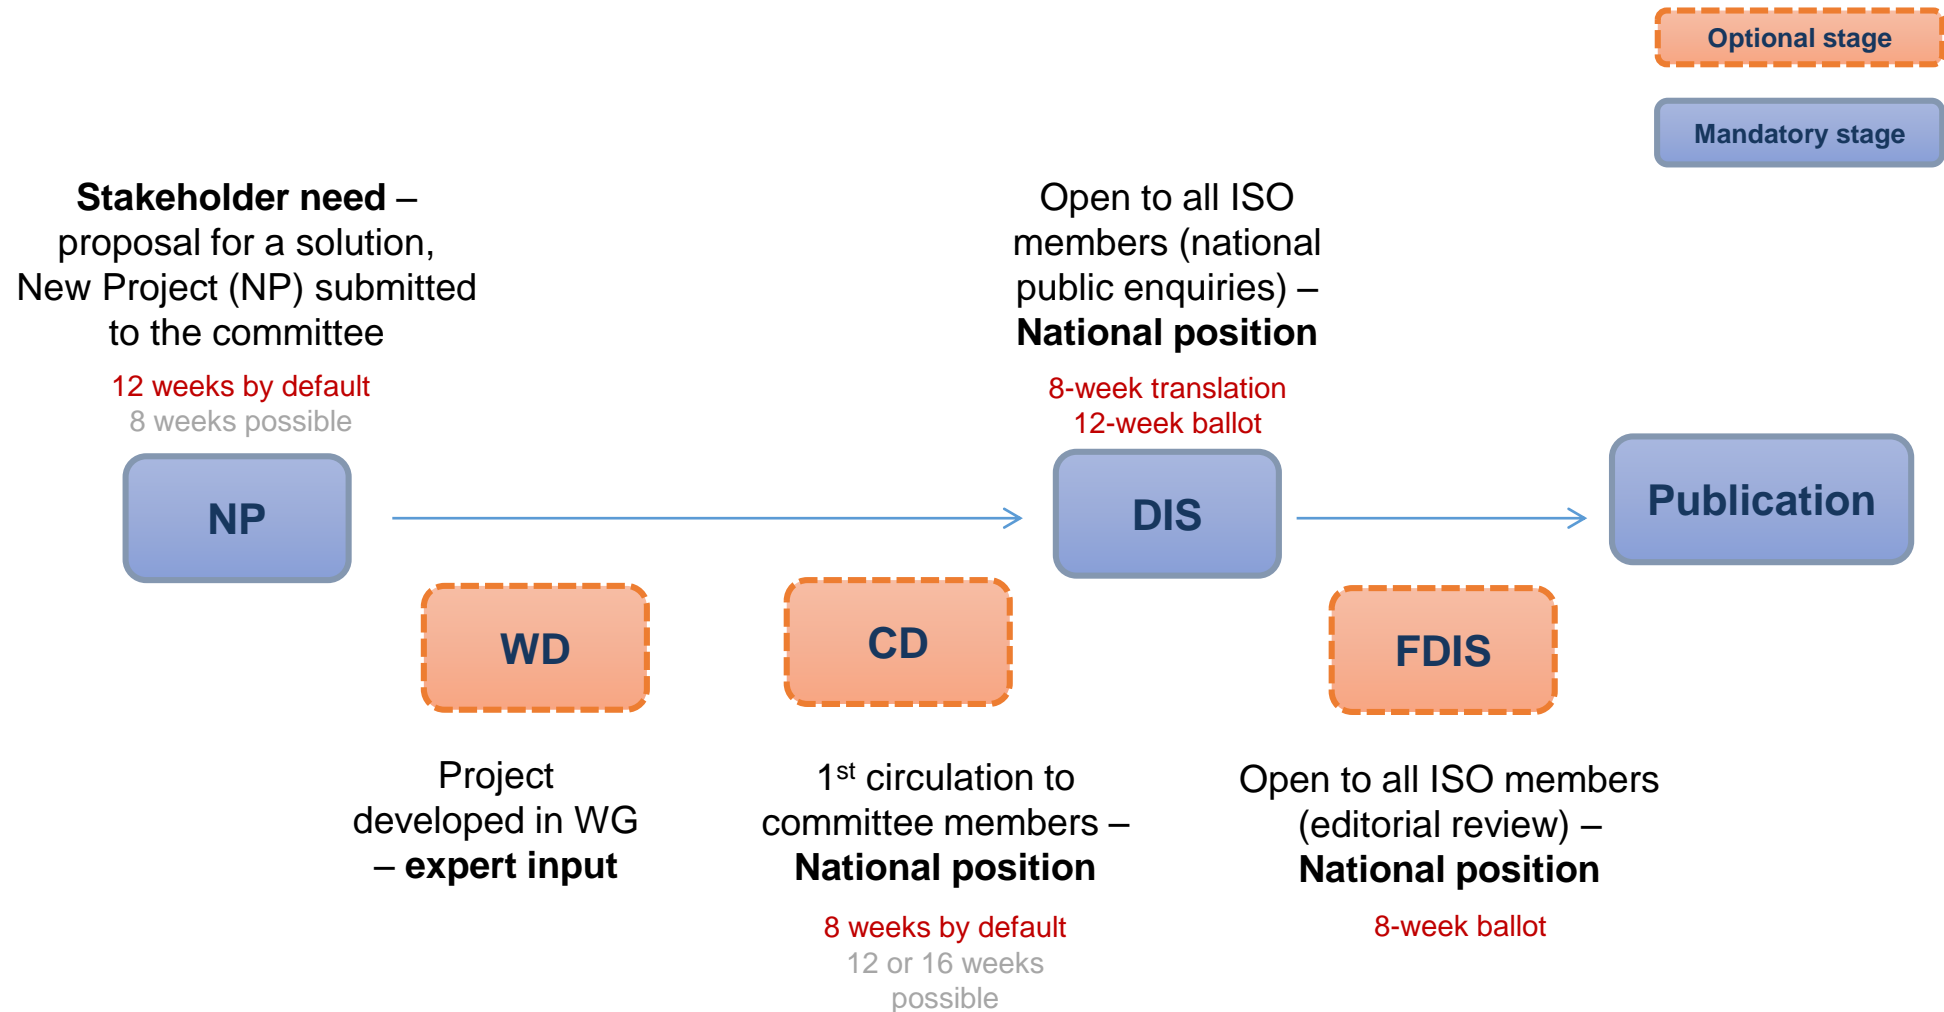 Optional stage
Mandatory stage
Stakeholder need –
proposal for a solution,
New Project (NP) submitted
to the committee
12 weeks by default
8 weeks possible
Open to all ISO
members (national
public enquiries) –
National position
8-week translation
12-week ballot
NP
DIS
Publication
WD
CD
FDIS
Project
developed in WG
– expert input
1st circulation to
committee members –
National position
8 weeks by default
12 or 16 weeks
possible
Open to all ISO members
(editorial review) –
National position
8-week ballot